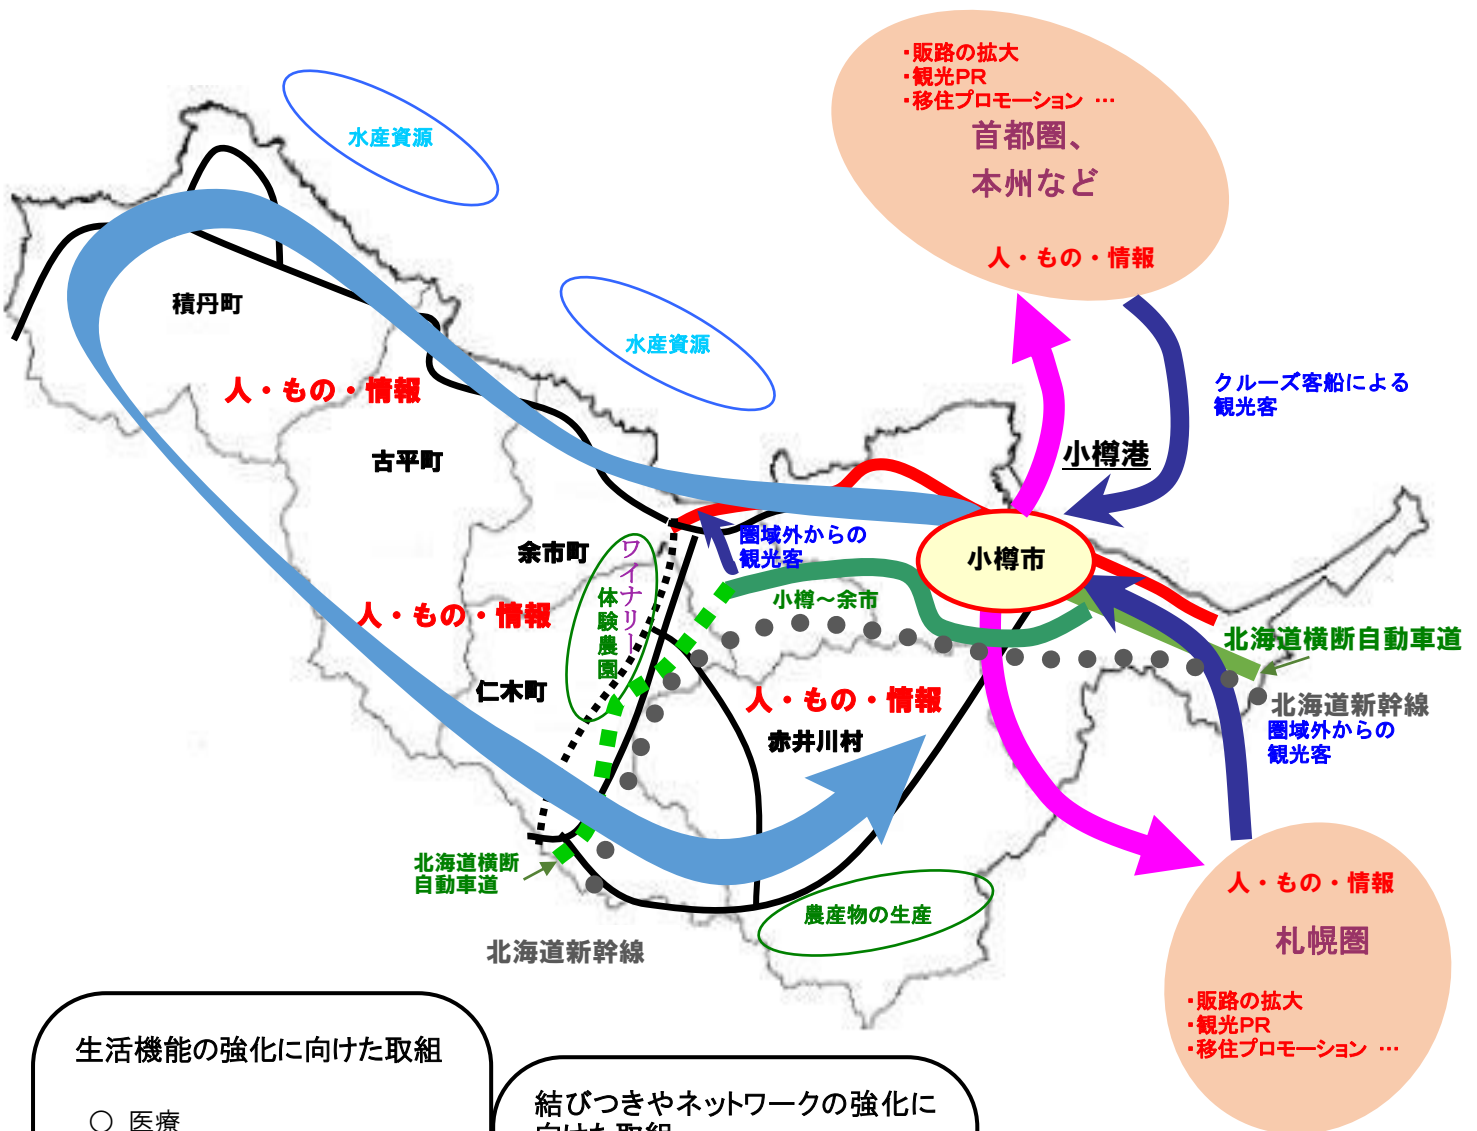 ・販路の拡大
・観光PR
・移住プロモーション …
首都圏、
本州など
人・もの・情報
水産資源
水産資源
積丹町
人・もの・情報
古平町
クルーズ客船による
観光客
小樽港
圏域外からの
観光客
余市町
ワイナリー
体験農園
小樽市
小樽～余市
人・もの・情報
仁木町
人・もの・情報
赤井川村
北海道横断自動車道
北海道新幹線
圏域外からの
観光客
北海道横断
自動車道
北海道新幹線
農産物の生産
人・もの・情報
札幌圏
・販路の拡大
・観光PR
・移住プロモーション …
生活機能の強化に向けた取組
○ 医療
結びつきやネットワークの強化に
向けた取組